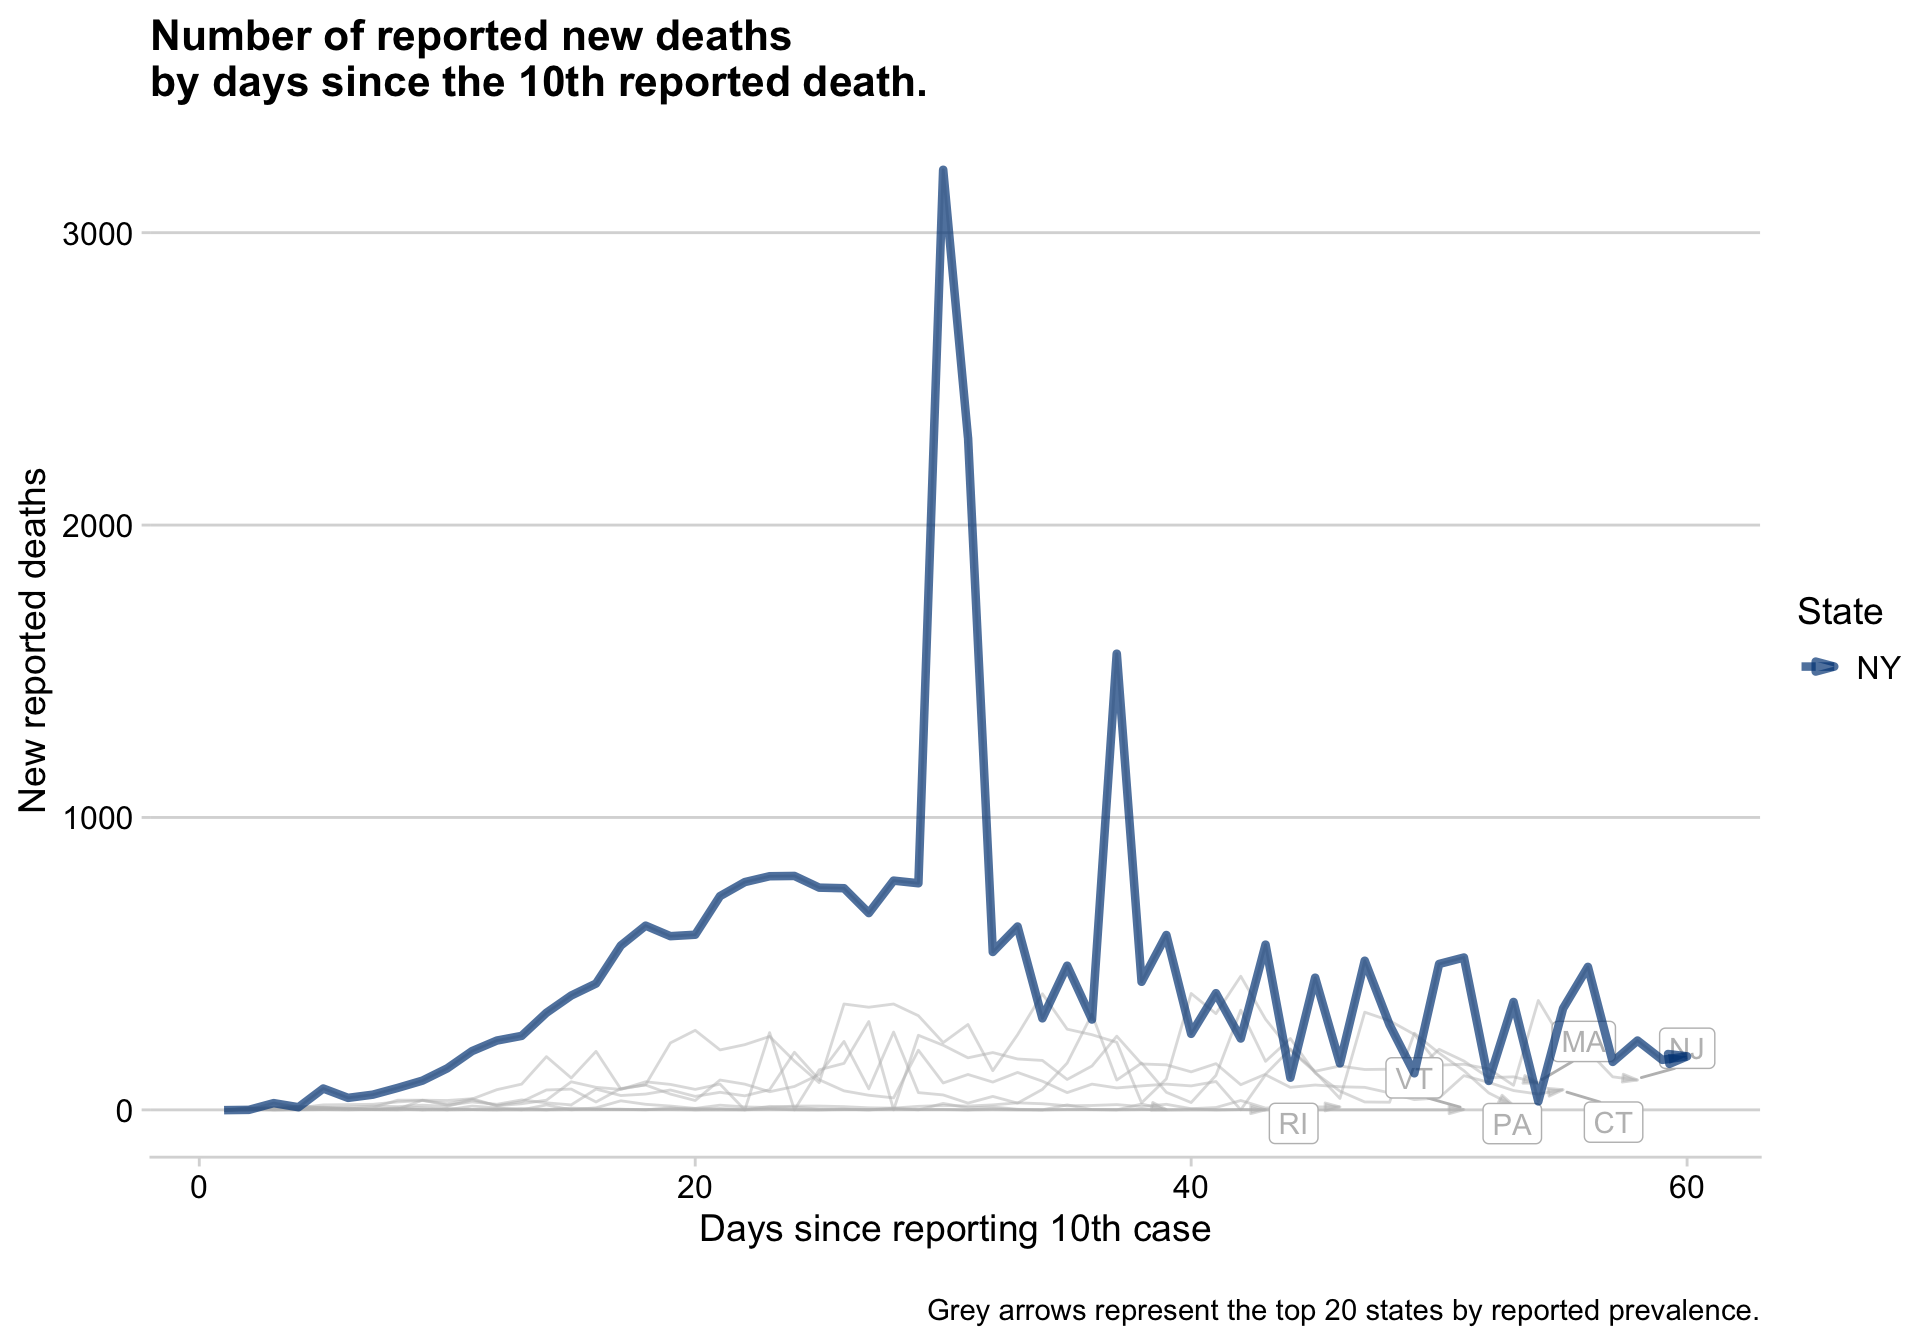 Number of reported new deaths
by days since the 10th reported death.
3000
2000
1000
0
New reported deaths
State
NY
MA
NJ
VT
RI
PA
CT
0
20
40
60
Days since reporting 10th case
Grey arrows represent the top 20 states by reported prevalence.